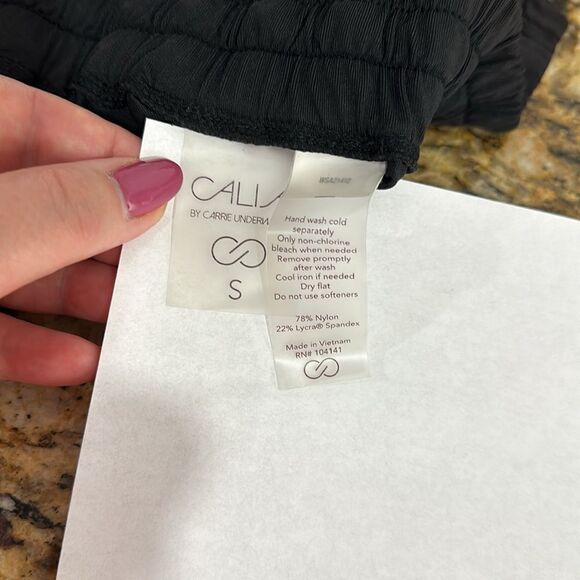 CALIA
BY CARRIE UNDERW
S
Hand wash cold
separately
Only non-chlorine
bleach when needed
Remove promptly
after wash
Cool iron if needed
Dry flat
Do not use softeners
78% Nylon
22% Lycra® Spandex
Made in Vietnam
RN# 104141